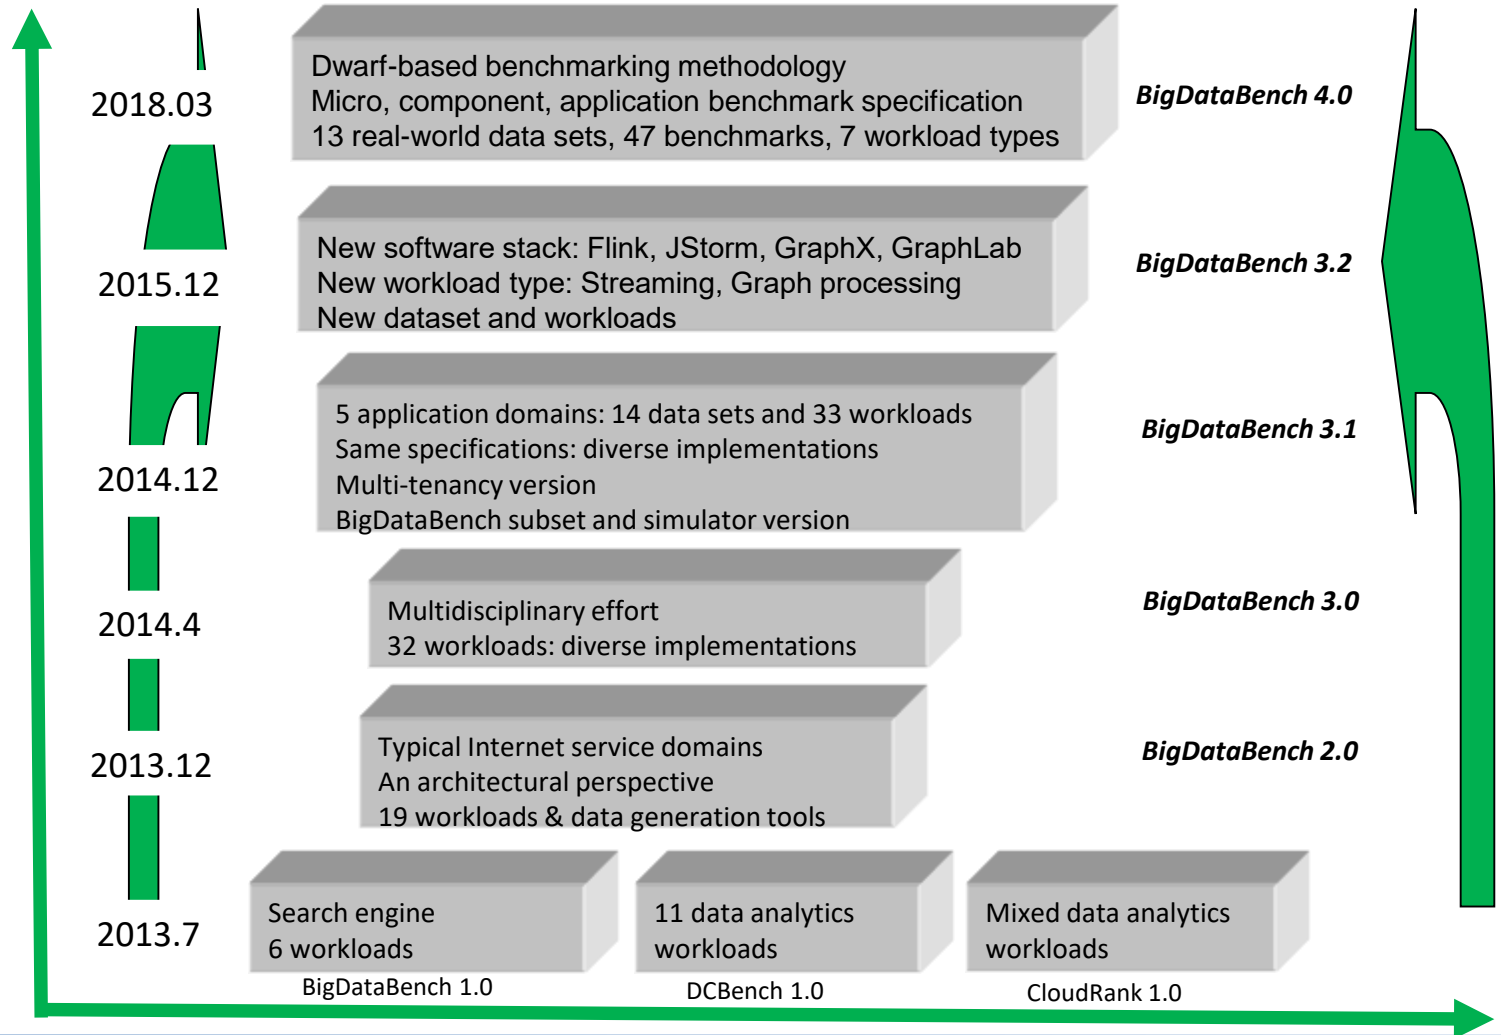 2018.03
Dwarf-based benchmarking methodology
Micro, component, application benchmark specification
13 real-world data sets, 47 benchmarks, 7 workload types
BigDataBench 4.0
2015.12
New software stack: Flink, JStorm, GraphX, GraphLab
New workload type: Streaming, Graph processing
New dataset and workloads
BigDataBench 3.2
2014.12
5 application domains: 14 data sets and 33 workloads
Same specifications: diverse implementations
Multi-tenancy version
BigDataBench subset and simulator version
BigDataBench 3.1
2014.4
Multidisciplinary effort
32 workloads: diverse implementations
BigDataBench 3.0
2013.12
Typical Internet service domains
An architectural perspective
19 workloads & data generation tools
BigDataBench 2.0
2013.7
Search engine
6 workloads
BigDataBench 1.0
11 data analytics
workloads
DCBench 1.0
Mixed data analytics
workloads
CloudRank 1.0